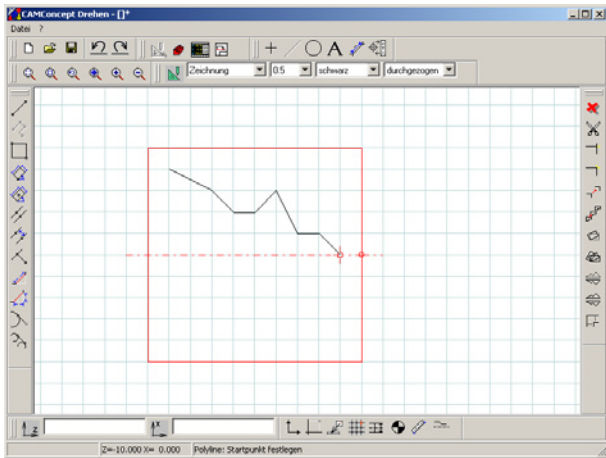 CAMConcept Drehen - []*
Datei ?
A
Zeichnung 0.5 schwarz durchgezogen
Z X
Z=-10.000 X= 0.000 Polyline: Startpunkt festlegen